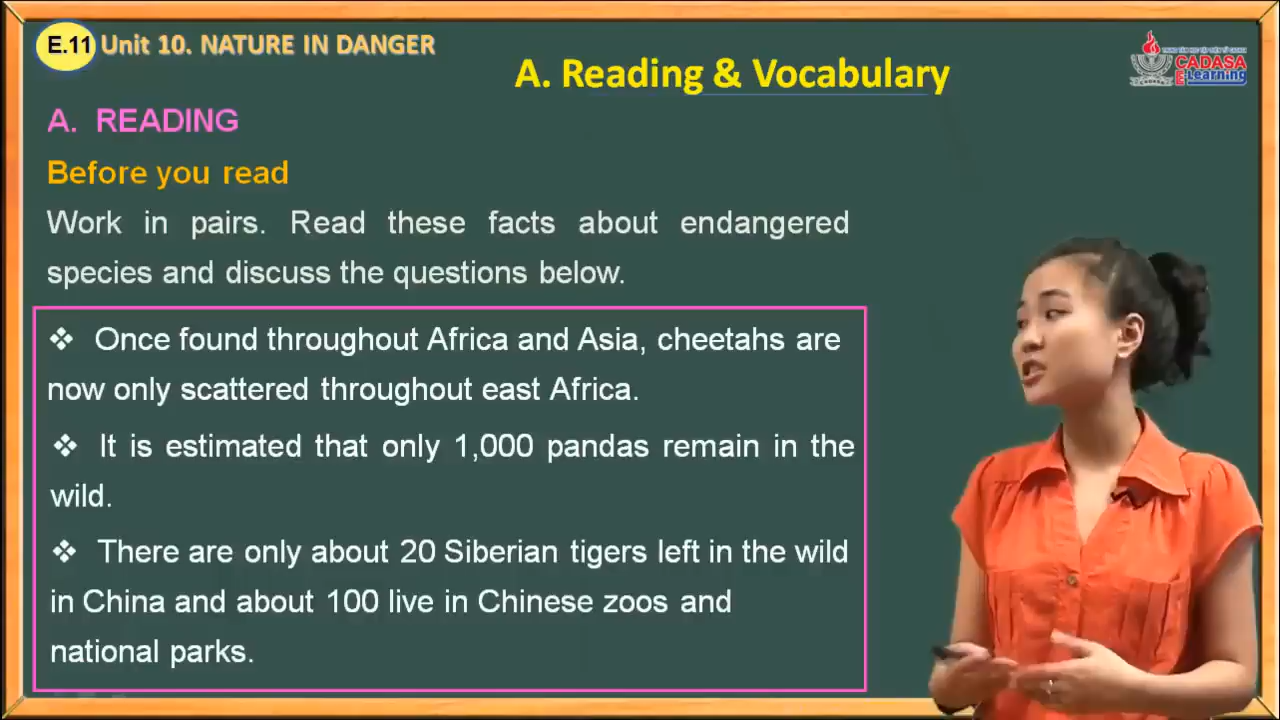 E.11 Unit 10. NATURE IN DANGER
A. Reading & Vocabulary
CADASA
E-Learning
A. READING
Before you read
Work in pairs. Read these facts about endangered
species and discuss the questions below.
❖ Once found throughout Africa and Asia, cheetahs are
now only scattered throughout east Africa.
❖ It is estimated that only 1,000 pandas remain in the
wild.
❖ There are only about 20 Siberian tigers left in the wild
in China and about 100 live in Chinese zoos and
national parks.